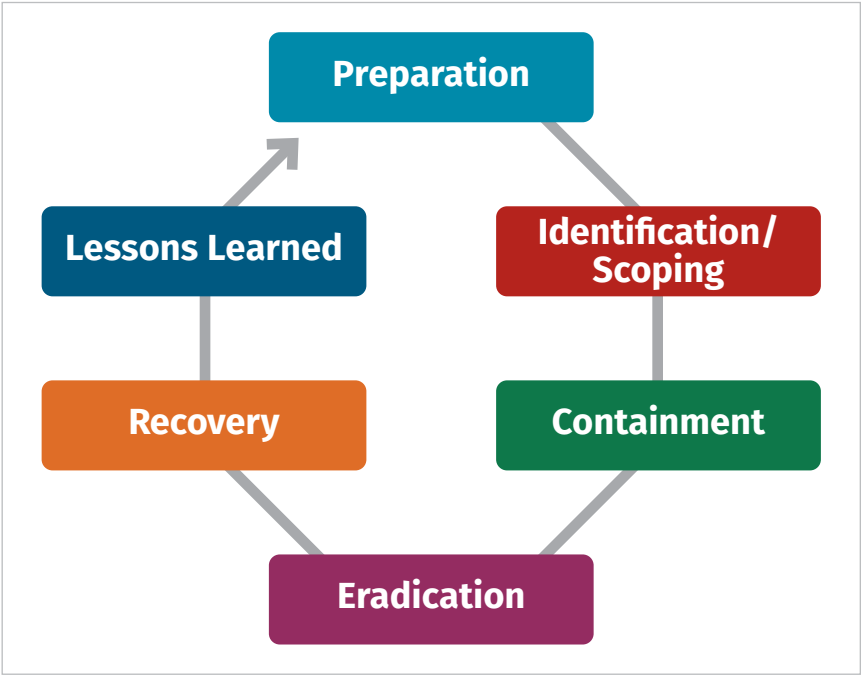 Preparation
Identification/
Scoping
Containment
Eradication
Recovery
Lessons Learned